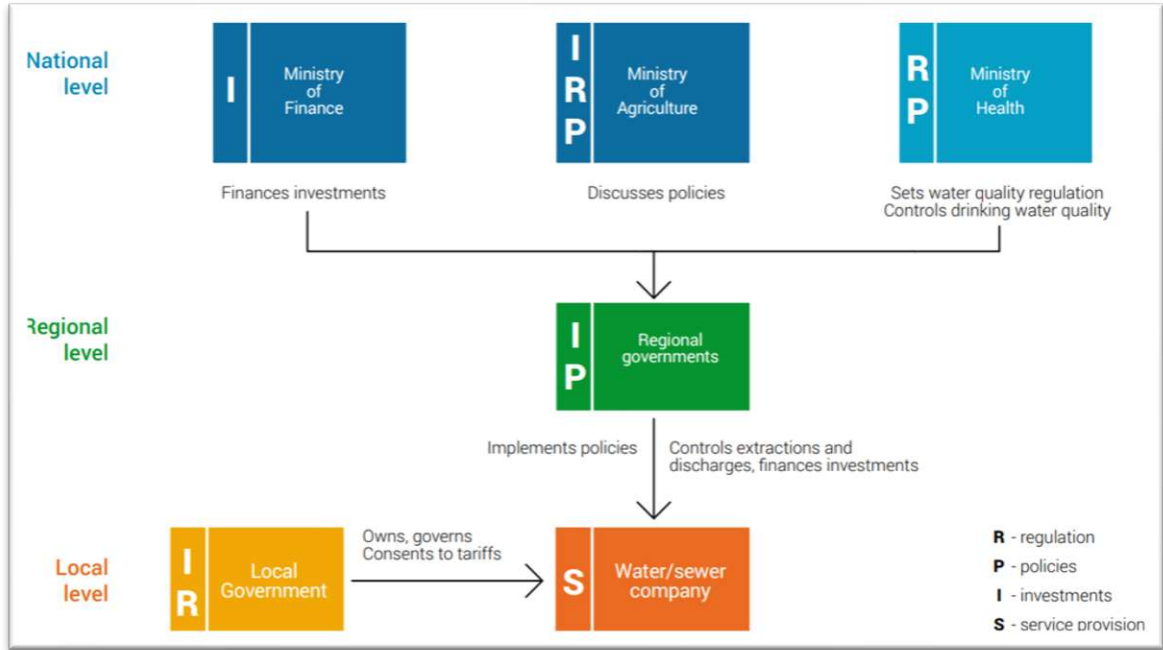 National
level
I
Ministry
of
Finance
I
R
P
Ministry
of
Agriculture
R
P
Ministry
of
Health
Finances investments
Discusses policies
Sets water quality regulation
Controls drinking water quality
Regional
level
I
P
Regional
governments
Implements policies
Controls extractions and
discharges, finances investments
Local
level
I
R
Local
Government
Owns, governs
Consents to tariffs
S
Water/sewer
company
R - regulation
P - policies
I - investments
S - service provision